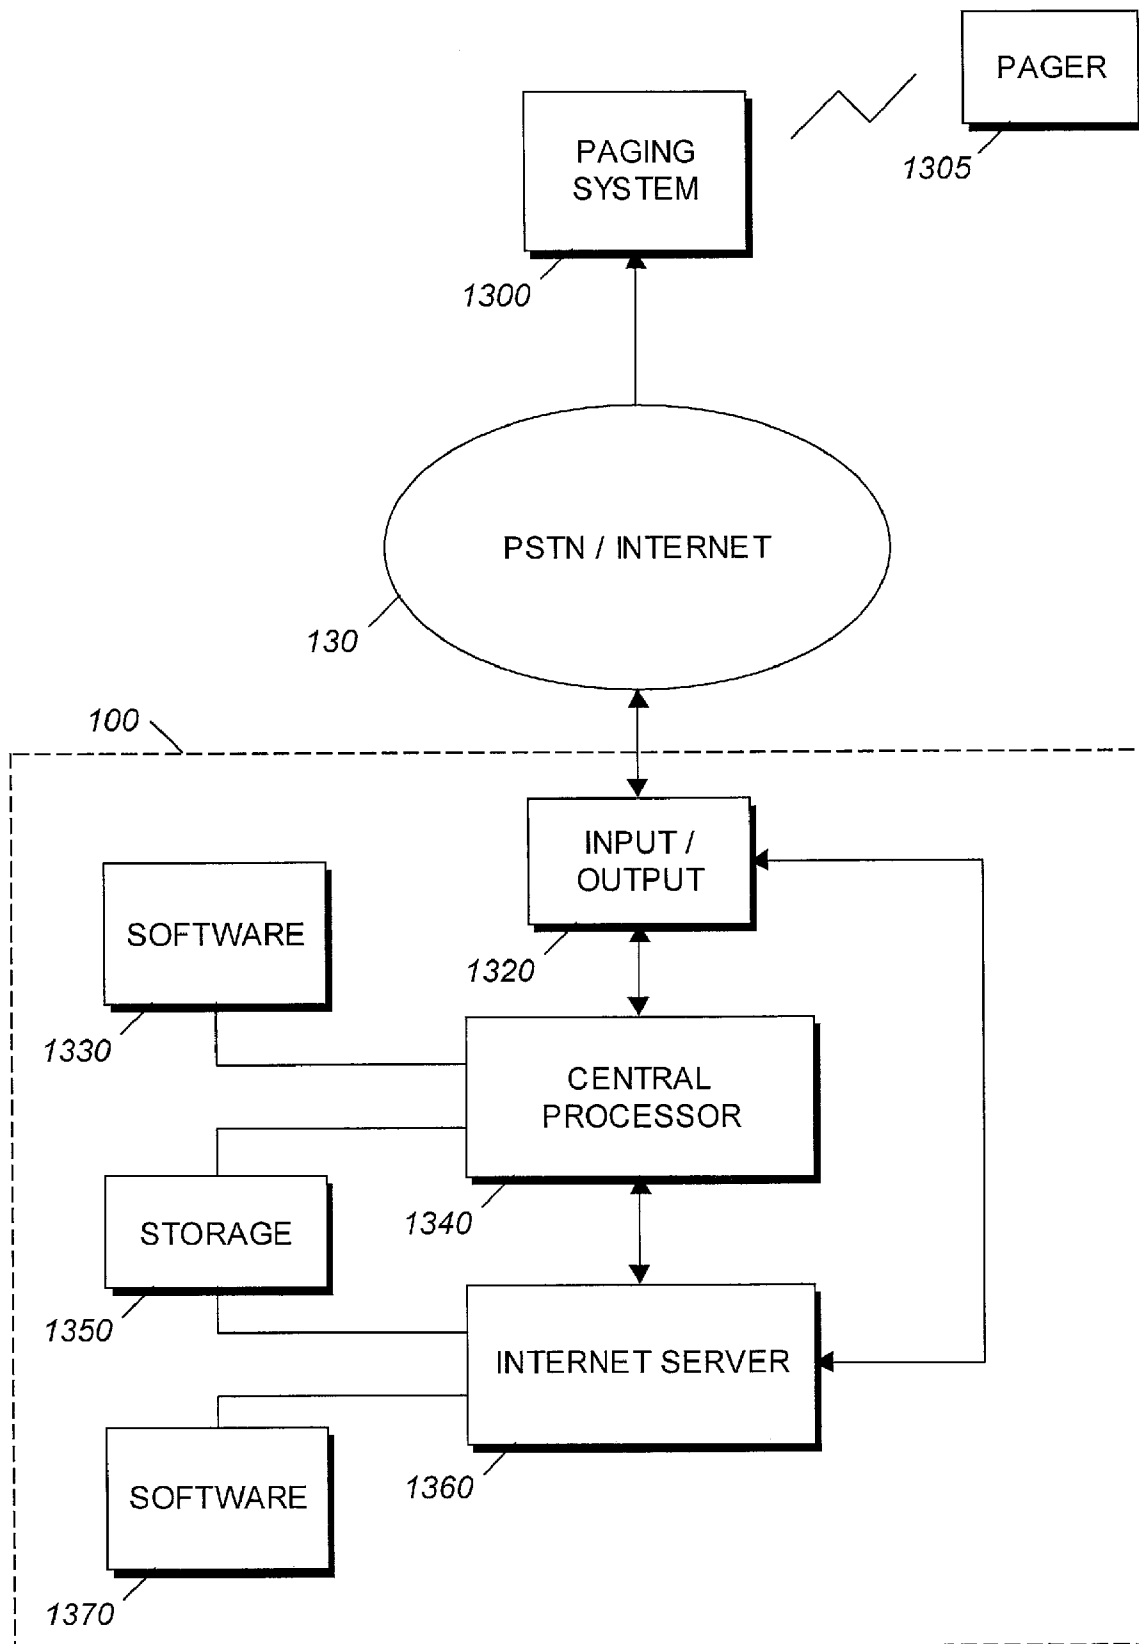 PAGER
1305
PAGING
SYSTEM
1300
PSTN / INTERNET
130
100
INPUT /
OUTPUT
1320
SOFTWARE
1330
CENTRAL
PROCESSOR
1340
STORAGE
1350
INTERNET SERVER
1360
SOFTWARE
1370